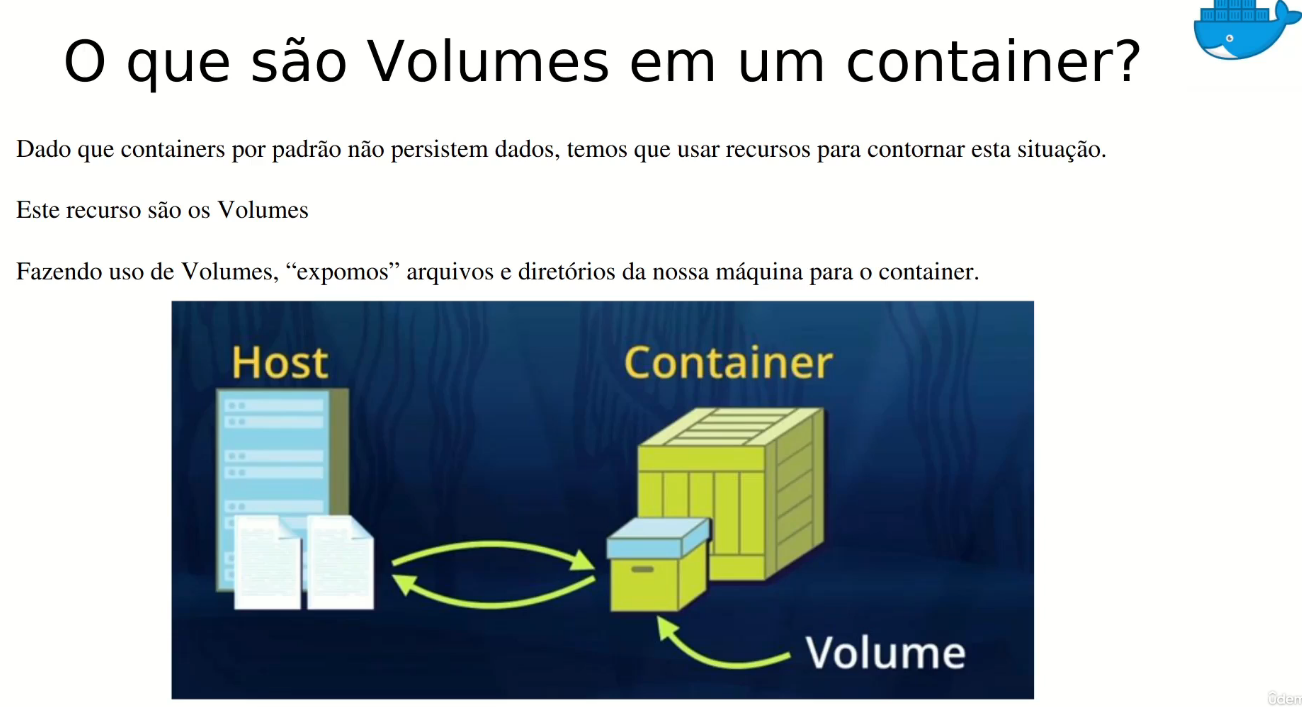 O que são Volumes em um container?
Dado que containers por padrão não persistem dados, temos que usar recursos para contornar esta situação.
Este recurso são os Volumes
Fazendo uso de Volumes, “expomos” arquivos e diretórios da nossa máquina para o container.
Host
Container
Volume